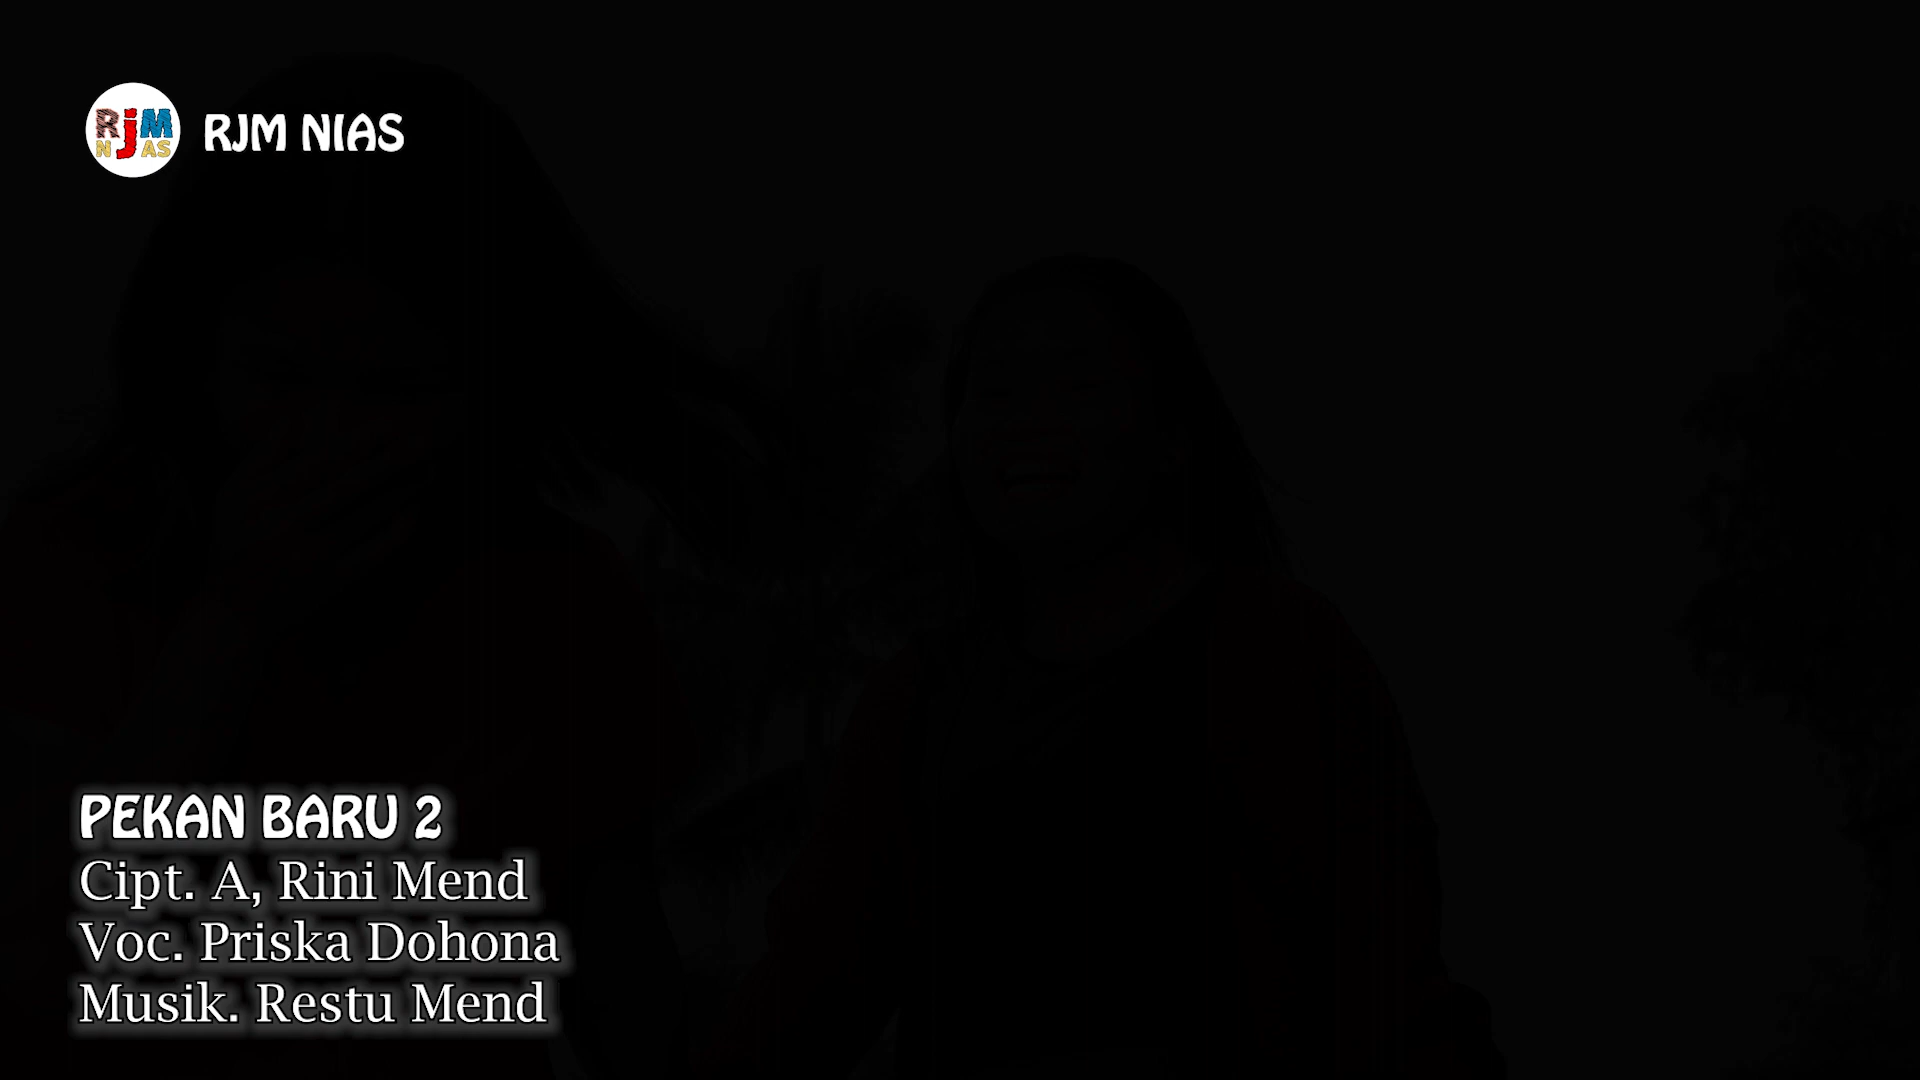 RJM
NIAS
RJM NIAS
PEKAN BARU 2
Cipt. A, Rini Mend
Voc. Priska Dohona
Musik. Restu Mend